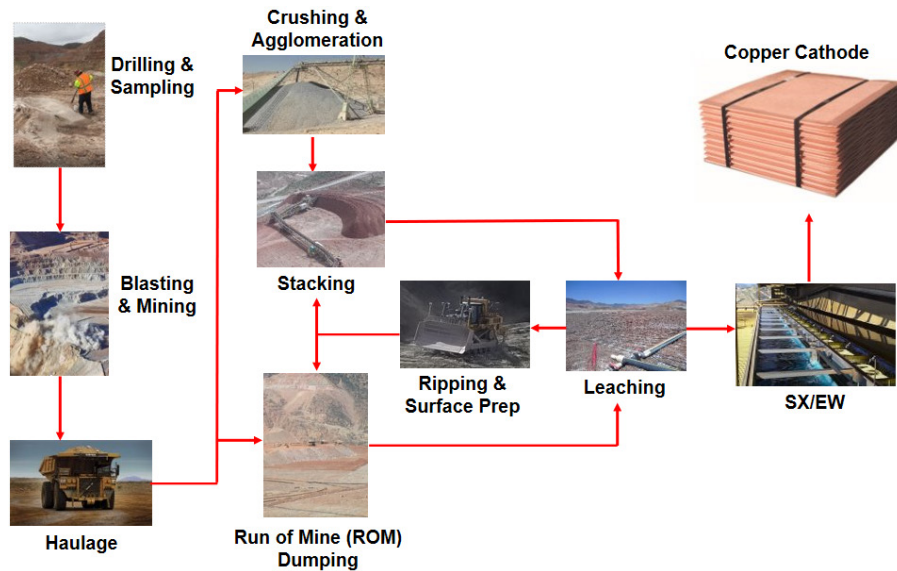 Drilling &
Sampling
Crushing &
Agglomeration
Copper Cathode
Blasting
& Mining
Stacking
Ripping &
Surface Prep
Leaching
SX/EW
Haulage
Run of Mine (ROM)
Dumping